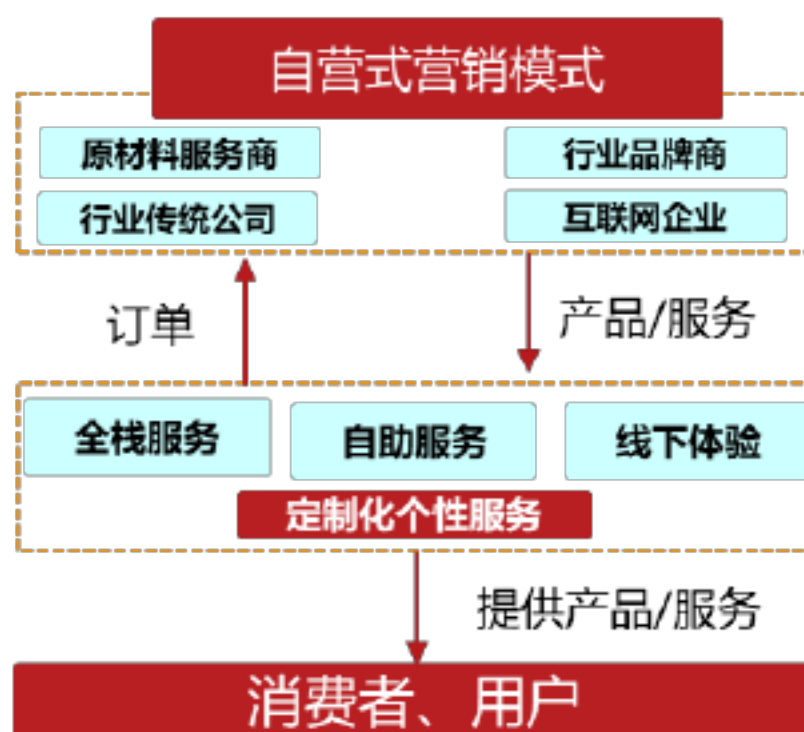 自营式营销模式
原材料服务商
行业品牌商
行业传统公司
互联网企业
订单
产品/服务
全栈服务
自助服务
线下体验
定制化个性服务
提供产品/服务
消费者、用户